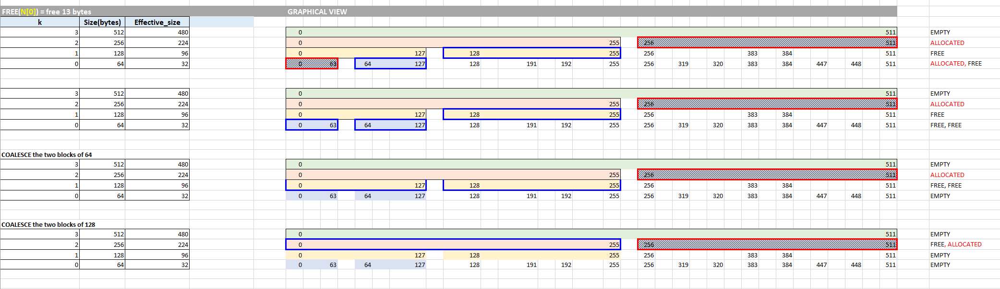 FREE(N[0]) = free 13 bytes GRAPHICAL VIEW
k Size(bytes) Effective_size
3 512 480 0 511 EMPTY
2 256 224 0 255 256 511 ALLOCATED
1 128 96 0 127 128 255 256 383 384 511 FREE
0 64 32 0 63 64 127 128 191 192 255 256 319 320 383 384 447 448 511 ALLOCATED, FREE
3 512 480 0 511 EMPTY
2 256 224 0 255 256 511 ALLOCATED
1 128 96 0 127 128 255 256 383 384 511 FREE
0 64 32 0 63 64 127 128 191 192 255 256 319 320 383 384 447 448 511 FREE, FREE
COALESCE the two blocks of 64
3 512 480 0 511 EMPTY
2 256 224 0 255 256 511 ALLOCATED
1 128 96 0 127 128 255 256 383 384 511 FREE, FREE
0 64 32 0 63 64 127 128 191 192 255 256 319 320 383 384 447 448 511 EMPTY
COALESCE the two blocks of 128
3 512 480 0 511 EMPTY
2 256 224 0 255 256 511 FREE, ALLOCATED
1 128 96 0 127 128 255 256 383 384 511 EMPTY
0 64 32 0 63 64 127 128 191 192 255 256 319 320 383 384 447 448 511 EMPTY